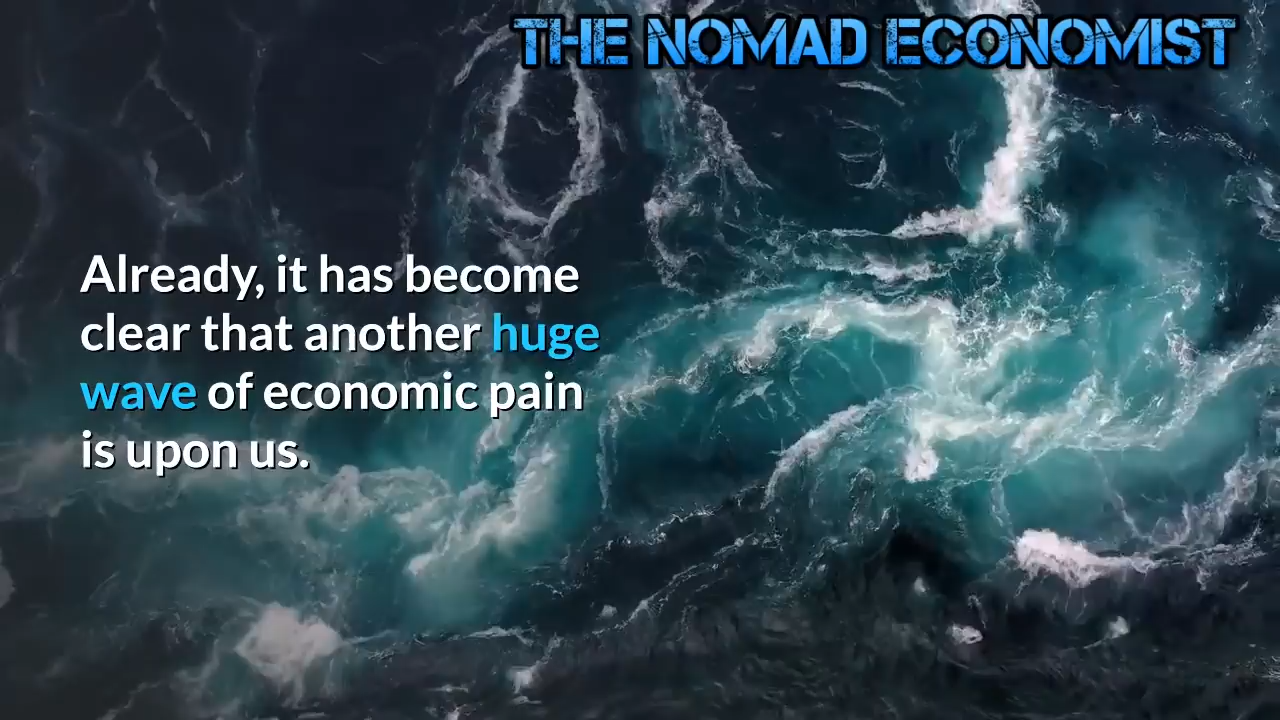 THE NOMAD ECONOMIST
Already, it has become
clear that another huge
wave of economic pain
is upon us.